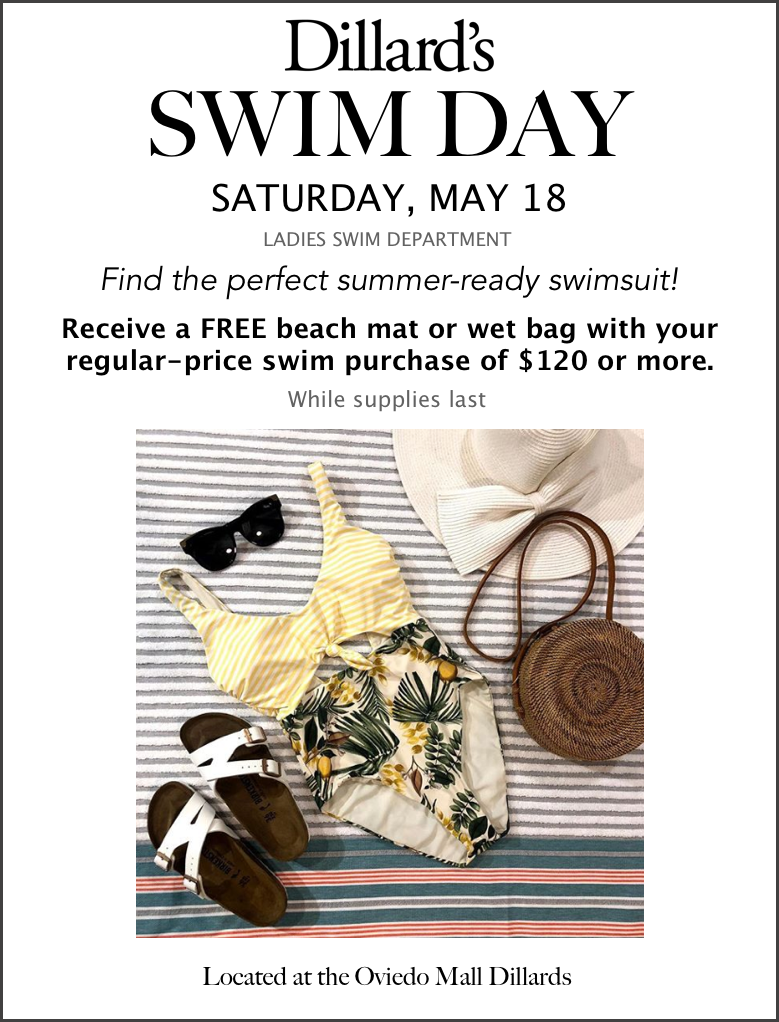 Dillard's
SWIM DAY
SATURDAY, MAY 18
LADIES SWIM DEPARTMENT
Find the perfect summer-ready swimsuit!
Receive a FREE beach mat or wet bag with your
regular-price swim purchase of $120 or more.
While supplies last
Located at the Oviedo Mall Dillards